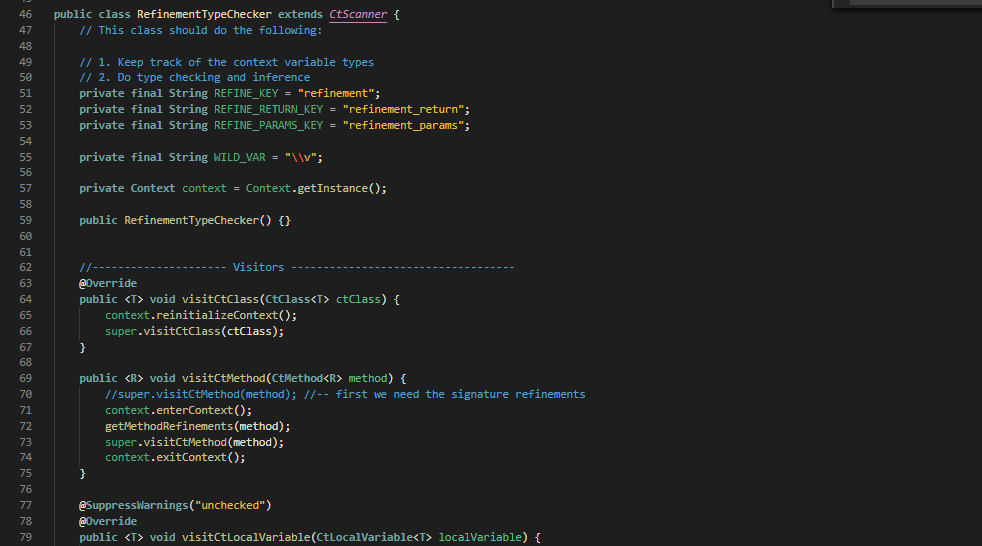 46 public class RefinementTypeChecker extends CtScanner {
47     // This class should do the following:
48
49     // 1. Keep track of the context variable types
50     // 2. Do type checking and inference
51     private final String REFINE_KEY = "refinement";
52     private final String REFINE_RETURN_KEY = "refinement_return";
53     private final String REFINE_PARAMS_KEY = "refinement_params";
54
55     private final String WILD_VAR = "\\v";
56
57     private Context context = Context.getInstance();
58
59     public RefinementTypeChecker() {}
60
61
62     //--------------------- Visitors -----------------------------------
63     @Override
64     public <T> void visitCtClass(CtClass<T> ctClass) {
65         context.reinitializeContext();
66         super.visitCtClass(ctClass);
67     }
68
69     public <R> void visitCtMethod(CtMethod<R> method) {
70         //super.visitCtMethod(method); //-- first we need the signature refinements
71         context.enterContext();
72         getMethodRefinements(method);
73         super.visitCtMethod(method);
74         context.exitContext();
75     }
76
77     @SuppressWarnings("unchecked")
78     @Override
79     public <T> void visitCtLocalVariable(CtLocalVariable<T> localVariable) {